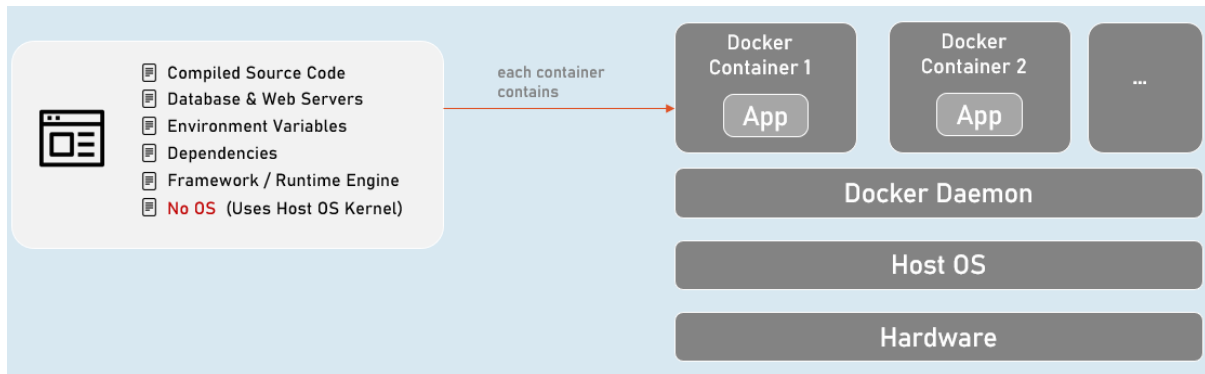 Compiled Source Code
Database & Web Servers
Environment Variables
Dependencies
Framework / Runtime Engine
No OS (Uses Host OS Kernel)
each container
contains
Docker
Container 1
App
Docker
Container 2
App
...
Docker Daemon
Host OS
Hardware